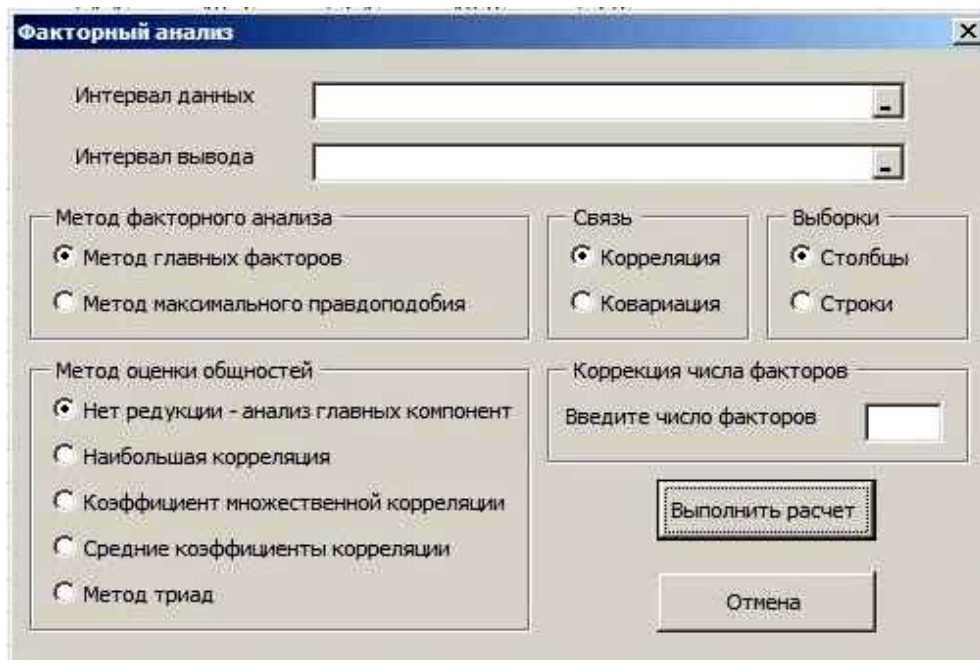 Факторный анализ
Интервал данных
Интервал вывода
Метод факторного анализа
Метод главных факторов
Метод максимального правдоподобия
Связь
Корреляция
Ковариация
Выборки
Столбцы
Строки
Метод оценки общностей
Нет редукции - анализ главных компонент
Наибольшая корреляция
Коэффициент множественной корреляции
Средние коэффициенты корреляции
Метод триад
Коррекция числа факторов
Введите число факторов
Выполнить расчет
Отмена